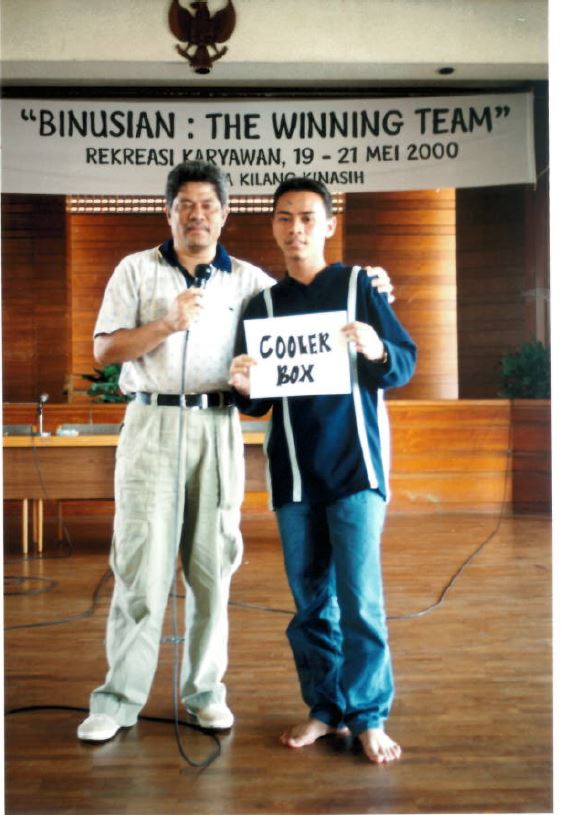 "BINUSIAN : THE WINNING TEAM"
REKREASI KARYAWAN, 19 - 21 MEI 2000
KILANG KINASIH
COOLER
BOX